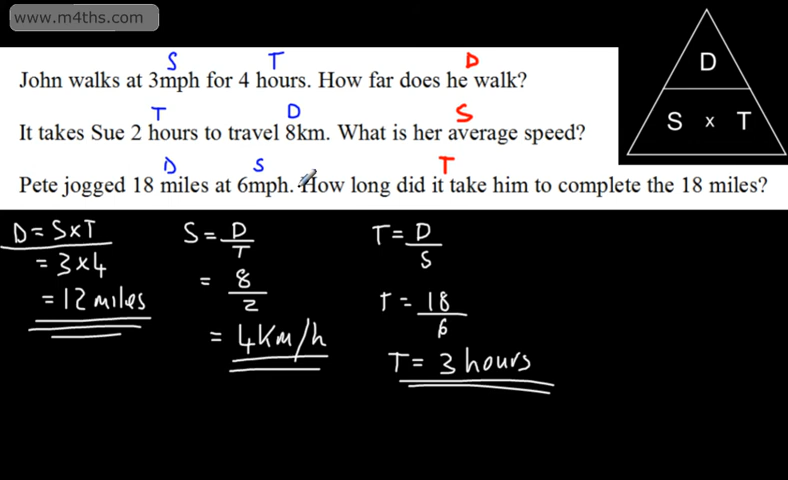 www.m4ths.com
S T D
John walks at 3mph for 4 hours. How far does he walk?
T D S
It takes Sue 2 hours to travel 8km. What is her average speed?
D S T
Pete jogged 18 miles at 6mph. How long did it take him to complete the 18 miles?
D
S x T
D = S x T
= 3 x 4
= 12 miles
S = D
T
= 8
2
= 4 Km/h
T = D
S
T = 18
6
T = 3 hours